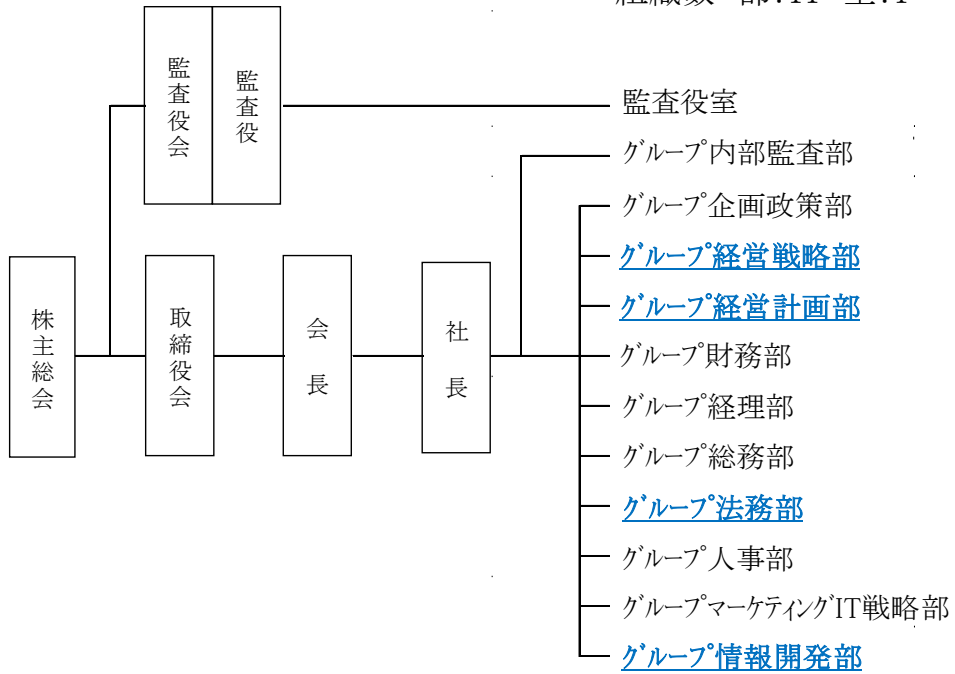 監査役会
監査役
監査役室
グループ内部監査部
グループ企画政策部
グループ経営戦略部
グループ経営計画部
株主総会
取締役会
会長
社長
グループ財務部
グループ経理部
グループ総務部
グループ法務部
グループ人事部
グループマーケティングIT戦略部
グループ情報開発部